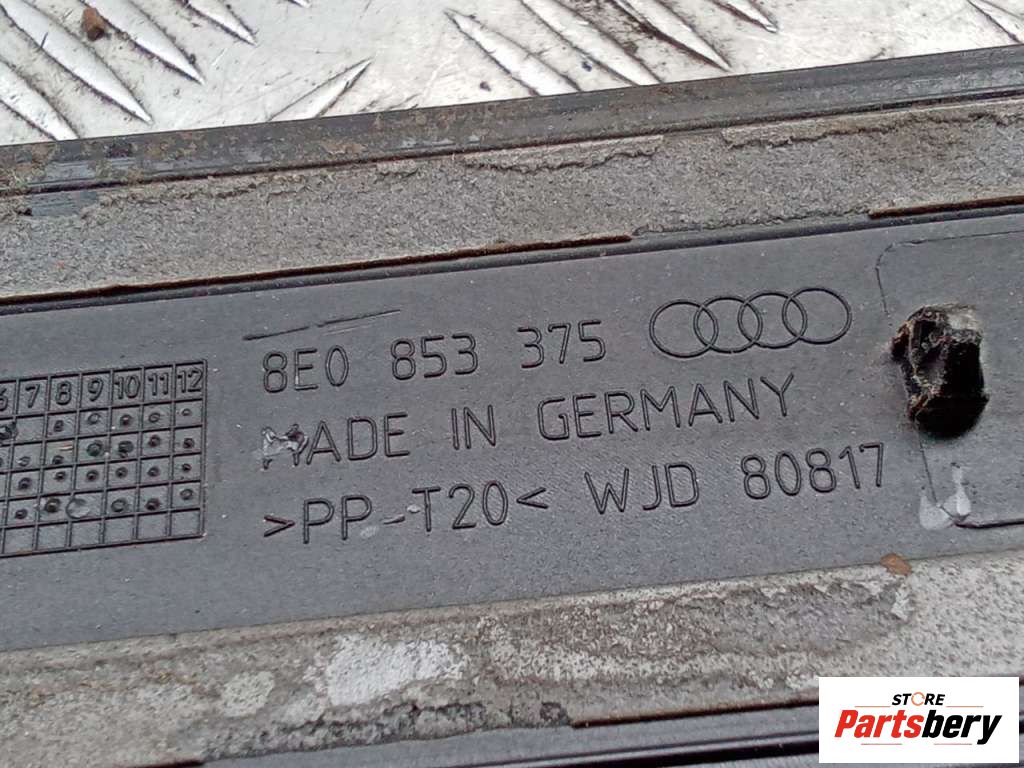 8E0 853 375
MADE IN GERMANY
>PP-T20< WJD 80817
6 7 8 9 10 11 12
STORE
Partsbery